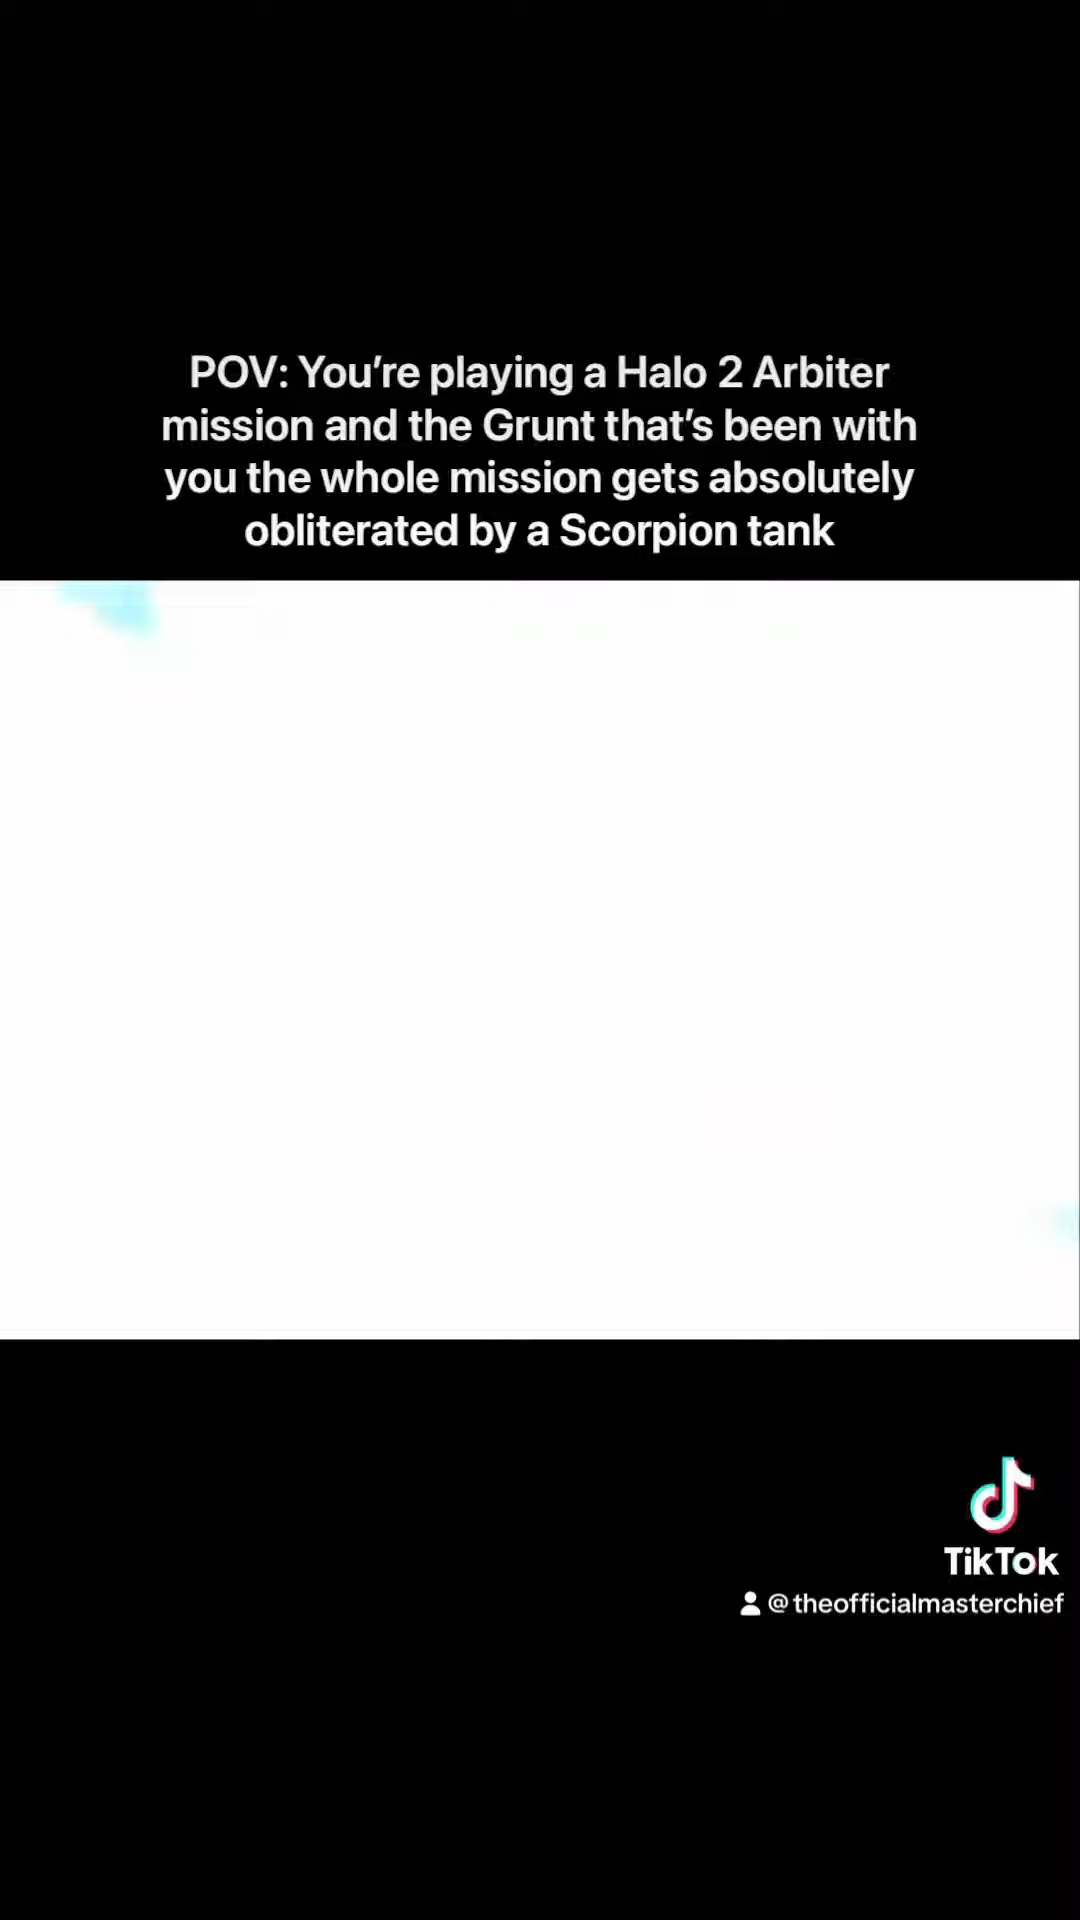 POV: You’re playing a Halo 2 Arbiter
mission and the Grunt that’s been with
you the whole mission gets absolutely
obliterated by a Scorpion tank
TikTok
@theofficialmasterchief